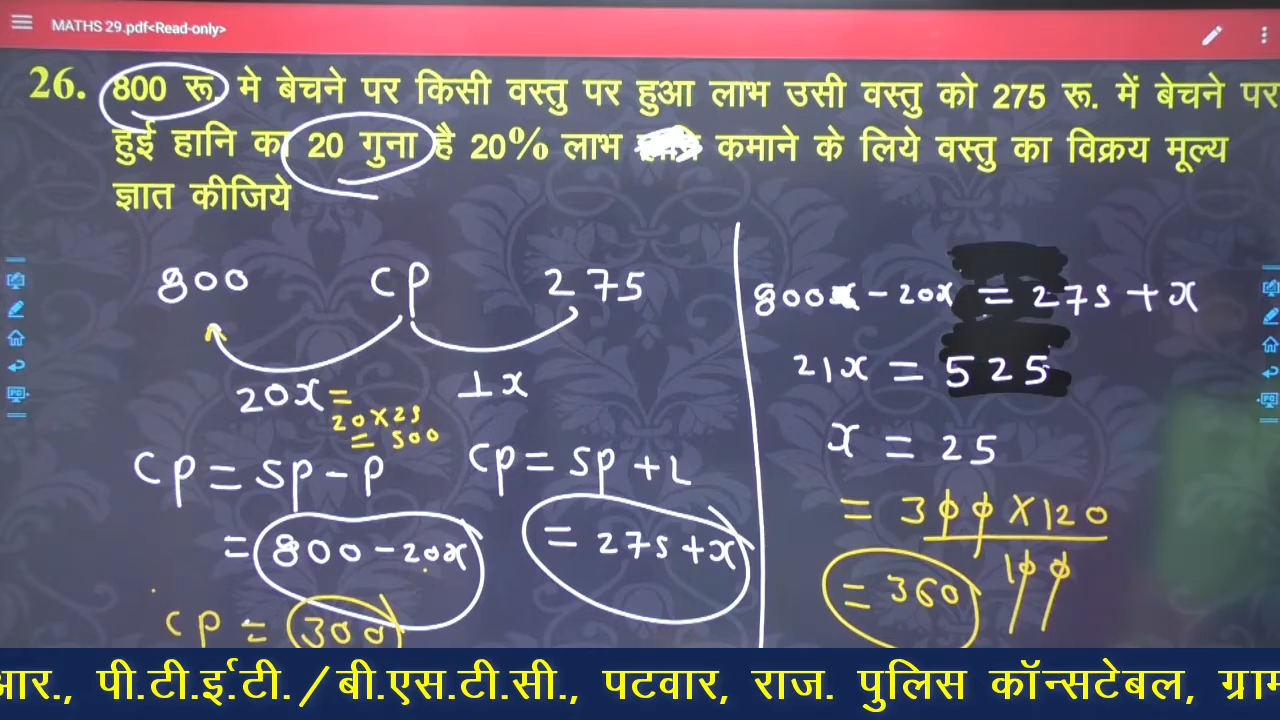 MATHS 29.pdf<Read-only>
26. 800 रू. मे बेचने पर किसी वस्तु पर हुआ लाभ उसी वस्तु को 275 रू. में बेचने पर
हुई हानि का 20 गुना है 20% लाभ कमाने के लिये वस्तु का विक्रय मूल्य
ज्ञात कीजिये
800 CP 275
20x = 1x
20×25
= 500
CP = SP - P
= 800 - 20x
CP = 300
CP = SP + L
= 275 + x
800 - 20x = 275 + x
21x = 525
x = 25
= 300 × 120
100
= 360
आर., पी.टी.ई.टी./बी.एस.टी.सी., पटवार, राज. पुलिस कॉन्सटेबल, ग्राम